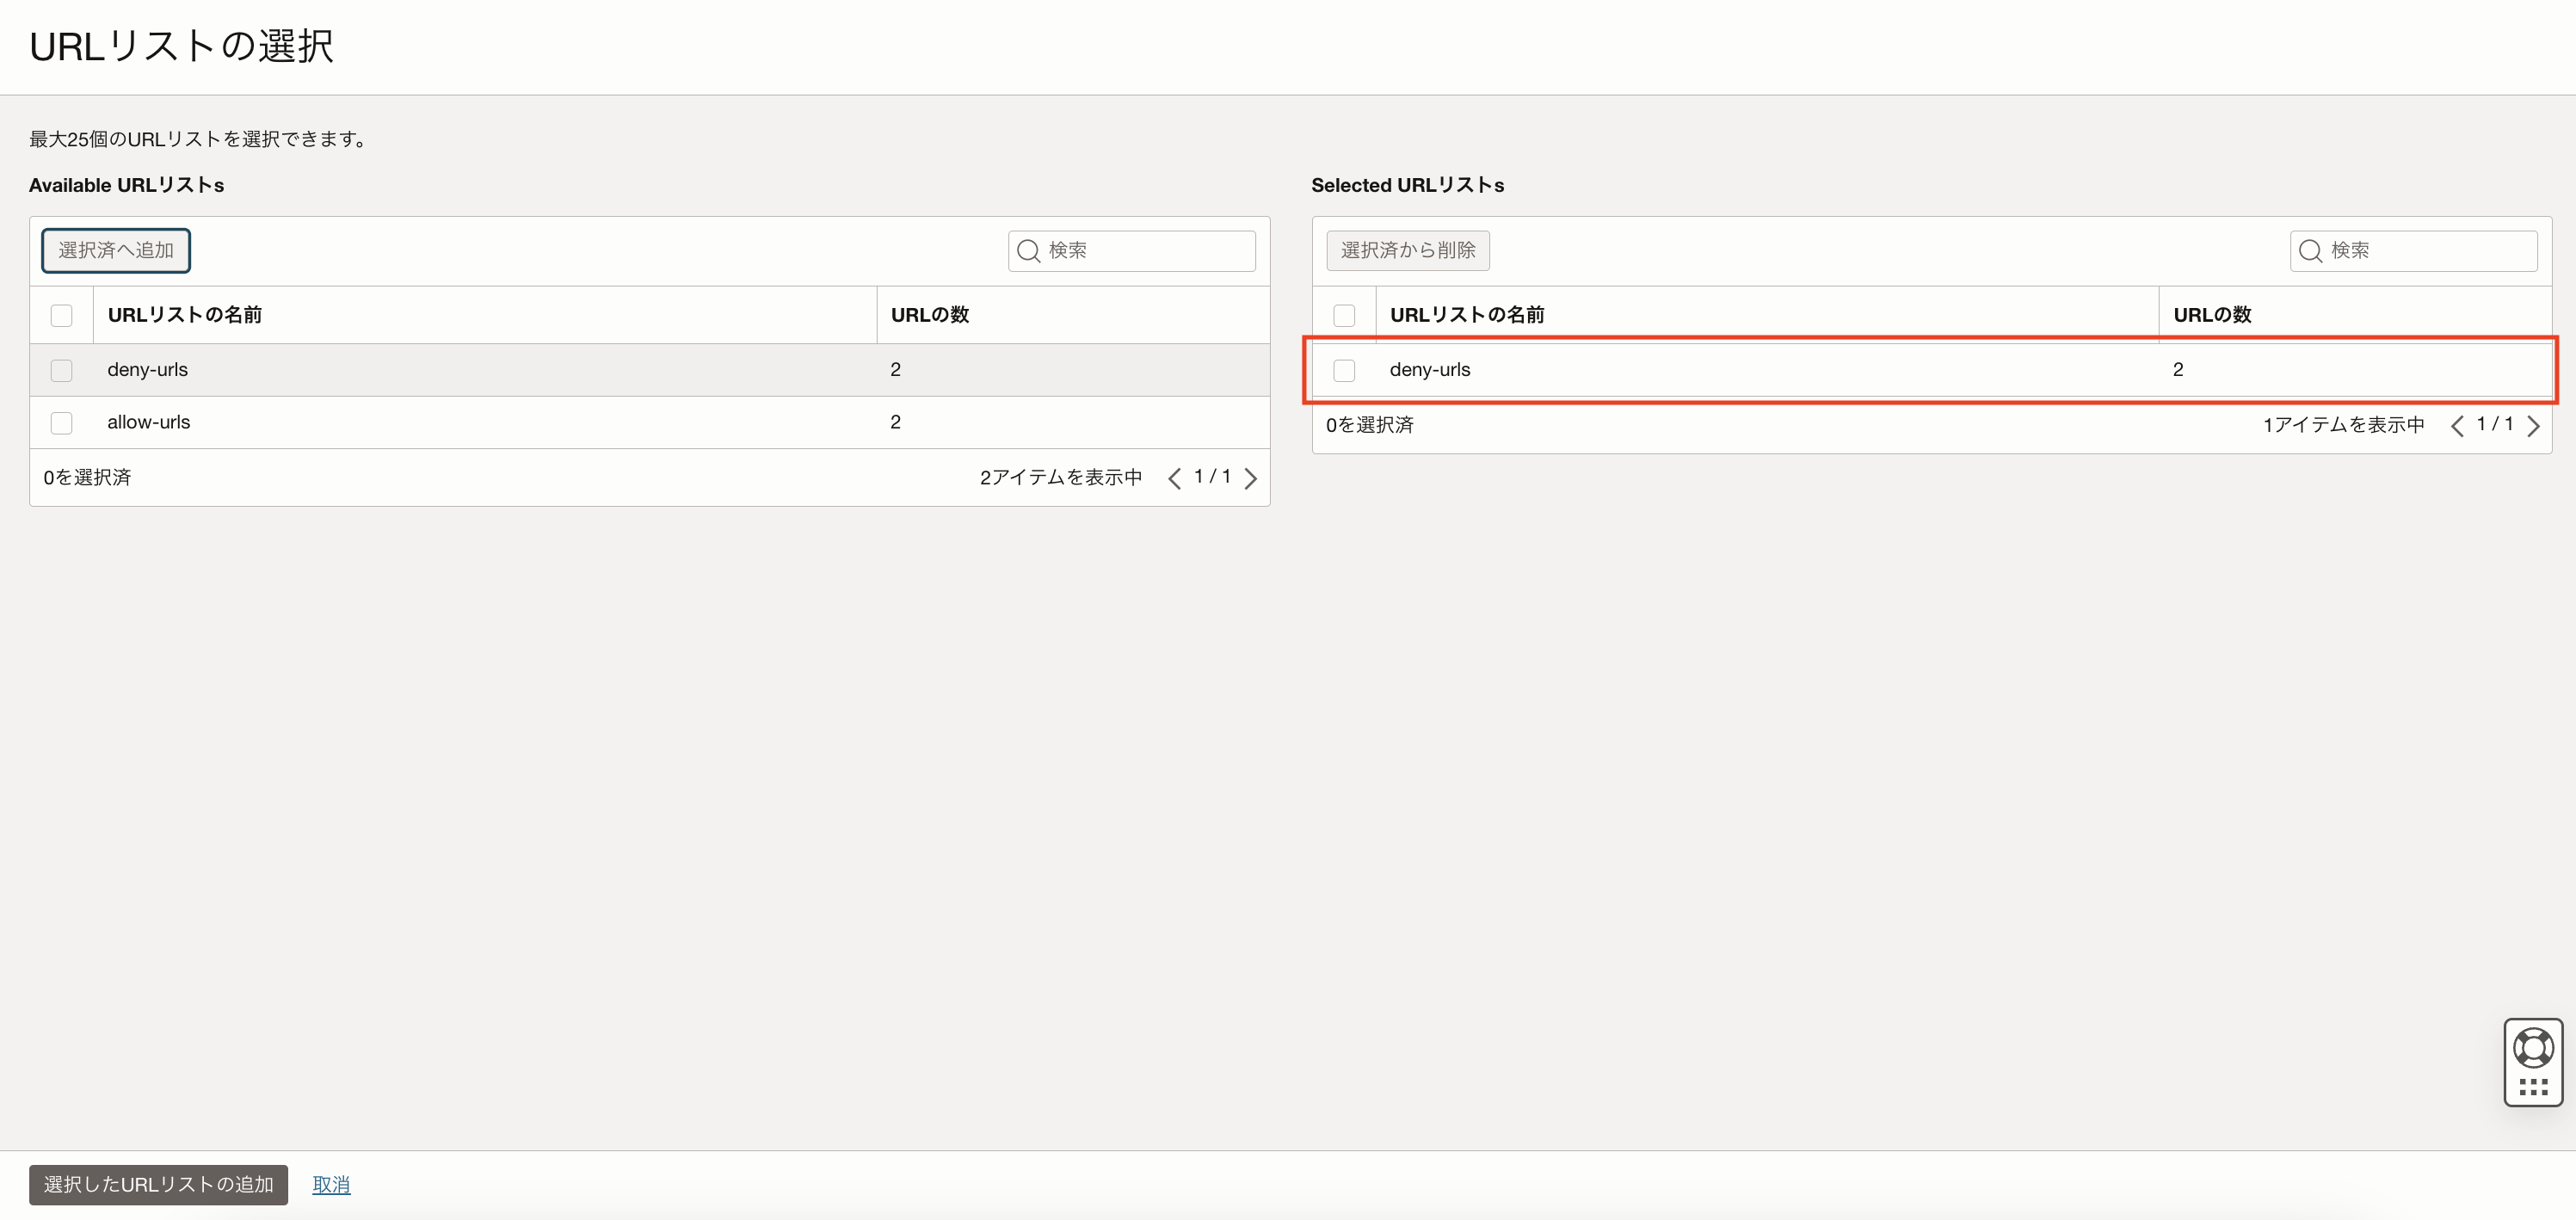 URLリストの選択
最大25個のURLリストを選択できます。
Available URLリストs
選択済へ追加
検索
URLリストの名前 URLの数
deny-urls 2
allow-urls 2
0を選択済 2アイテムを表示中 1 / 1
Selected URLリストs
選択済から削除
検索
URLリストの名前 URLの数
deny-urls 2
0を選択済 1アイテムを表示中 1 / 1
選択したURLリストの追加 取消